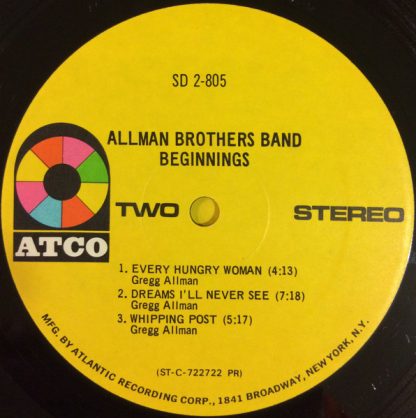 SD 2-805
ALLMAN BROTHERS BAND
BEGINNINGS
ATCO
TWO
STEREO
1. EVERY HUNGRY WOMAN (4:13)
Gregg Allman
2. DREAMS I'LL NEVER SEE (7:18)
Gregg Allman
3. WHIPPING POST (5:17)
Gregg Allman
(ST-C-722722 PR)
MFG. BY ATLANTIC RECORDING CORP., 1841 BROADWAY, NEW YORK, N.Y.